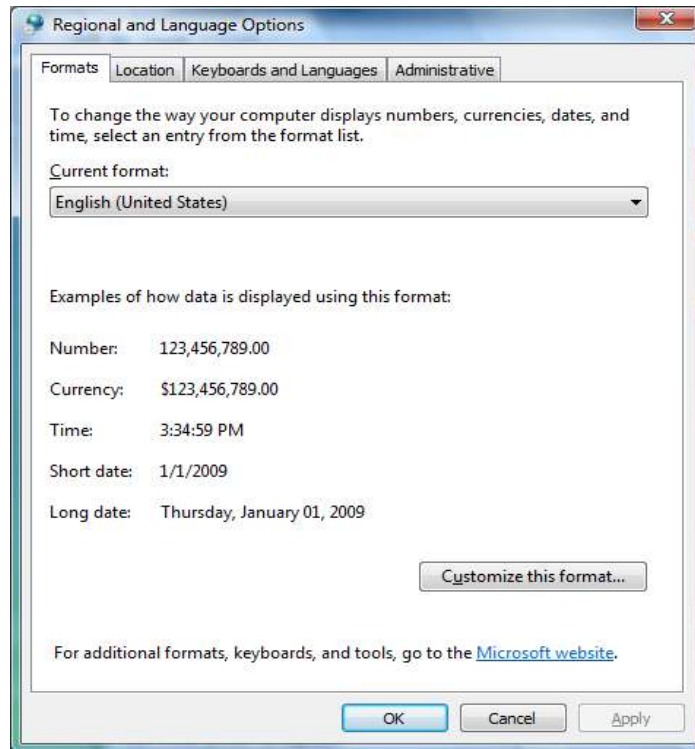 Regional and Language Options
Formats Location Keyboards and Languages Administrative
To change the way your computer displays numbers, currencies, dates, and
time, select an entry from the format list.
Current format:
English (United States)
Examples of how data is displayed using this format:
Number: 123,456,789.00
Currency: $123,456,789.00
Time: 3:34:59 PM
Short date: 1/1/2009
Long date: Thursday, January 01, 2009
Customize this format...
For additional formats, keyboards, and tools, go to the Microsoft website.
OK Cancel Apply